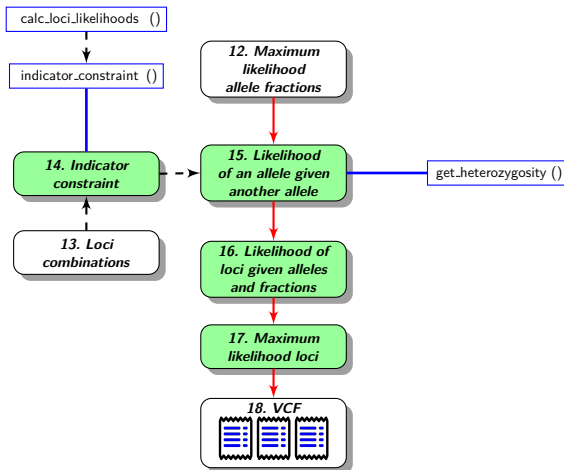 calc_loci_likelihoods ()
indicator_constraint ()
12. Maximum
likelihood
allele fractions
14. Indicator
constraint
15. Likelihood
of an allele given
another allele
get_heterozygosity ()
13. Loci
combinations
16. Likelihood of
loci given alleles
and fractions
17. Maximum
likelihood loci
18. VCF